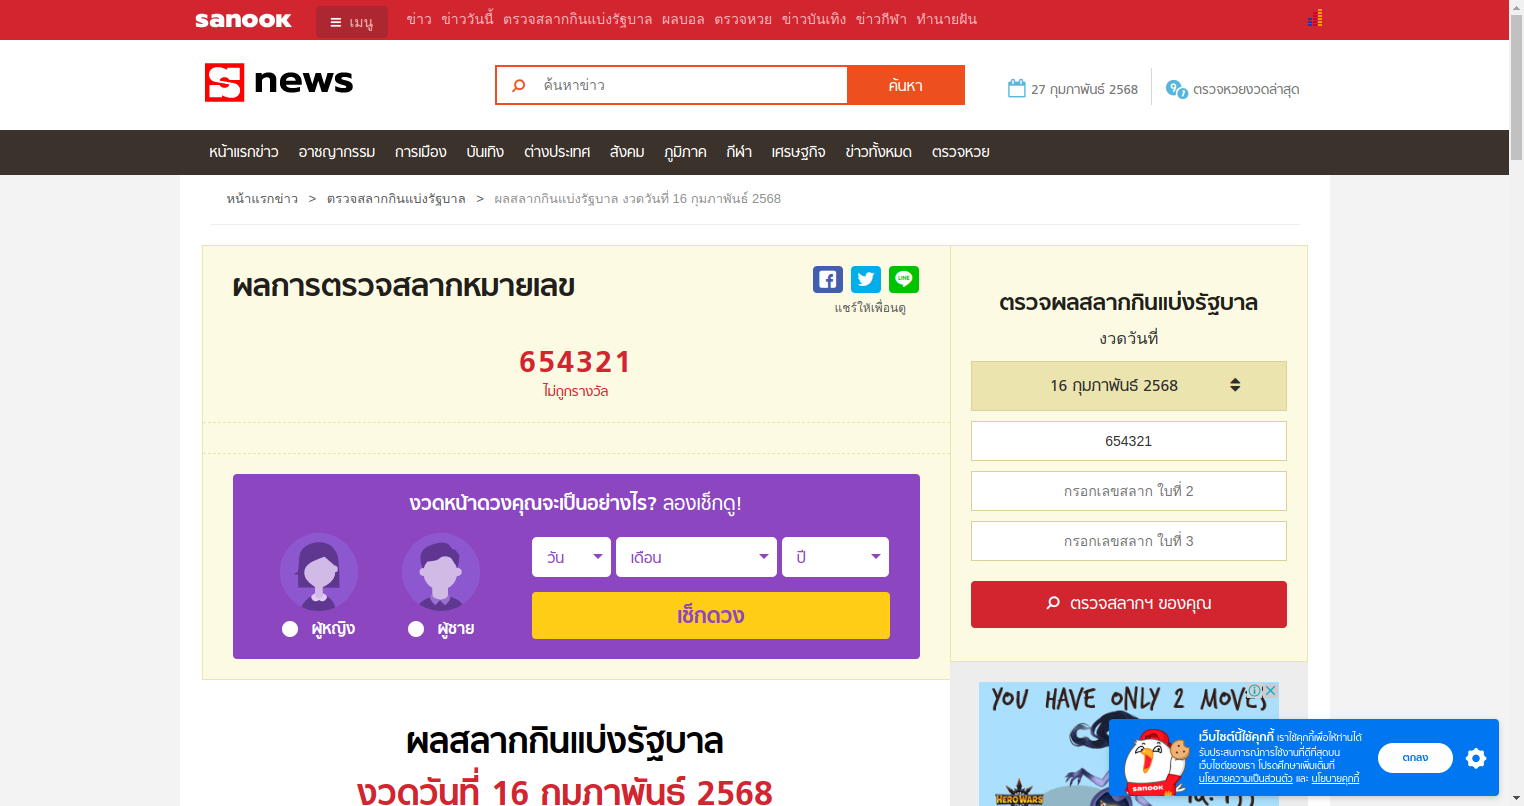 sanook
เมนู
ข่าว ข่าววันนี้ ตรวจสลากกินแบ่งรัฐบาล ผลบอล ตรวจหวย ข่าวบันเทิง ข่าวกีฬา ทำนายฝัน
S news
ค้นหาข่าว
ค้นหา
27 กุมภาพันธ์ 2568
ตรวจหวยงวดล่าสุด
หน้าแรกข่าว อาชญากรรม การเมือง บันเทิง ต่างประเทศ สังคม ภูมิภาค กีฬา เศรษฐกิจ ข่าวทั้งหมด ตรวจหวย
หน้าแรกข่าว > ตรวจสลากกินแบ่งรัฐบาล > ผลสลากกินแบ่งรัฐบาล งวดวันที่ 16 กุมภาพันธ์ 2568
ผลการตรวจสลากหมายเลข
แชร์ให้เพื่อนดู
654321
ไม่ถูกรางวัล
งวดหน้าดวงคุณจะเป็นอย่างไร? ลองเช็กดู!
ผู้หญิง
ผู้ชาย
วัน
เดือน
ปี
เช็กดวง
ผลสลากกินแบ่งรัฐบาล
งวดวันที่ 16 กุมภาพันธ์ 2568
ตรวจผลสลากกินแบ่งรัฐบาล
งวดวันที่
16 กุมภาพันธ์ 2568
654321
กรอกเลขสลาก ใบที่ 2
กรอกเลขสลาก ใบที่ 3
ตรวจสลากฯ ของคุณ
YOU HAVE ONLY 2 MOVES
HERO WARS
sanook
เว็บไซต์นี้ใช้คุกกี้ เราใช้คุกกี้เพื่อให้ท่านได้
รับประสบการณ์การใช้งานที่ดีที่สุดบน
เว็บไซต์ของเรา โปรดศึกษาเพิ่มเติมที่
นโยบายความเป็นส่วนตัว และ นโยบายคุกกี้
ตกลง